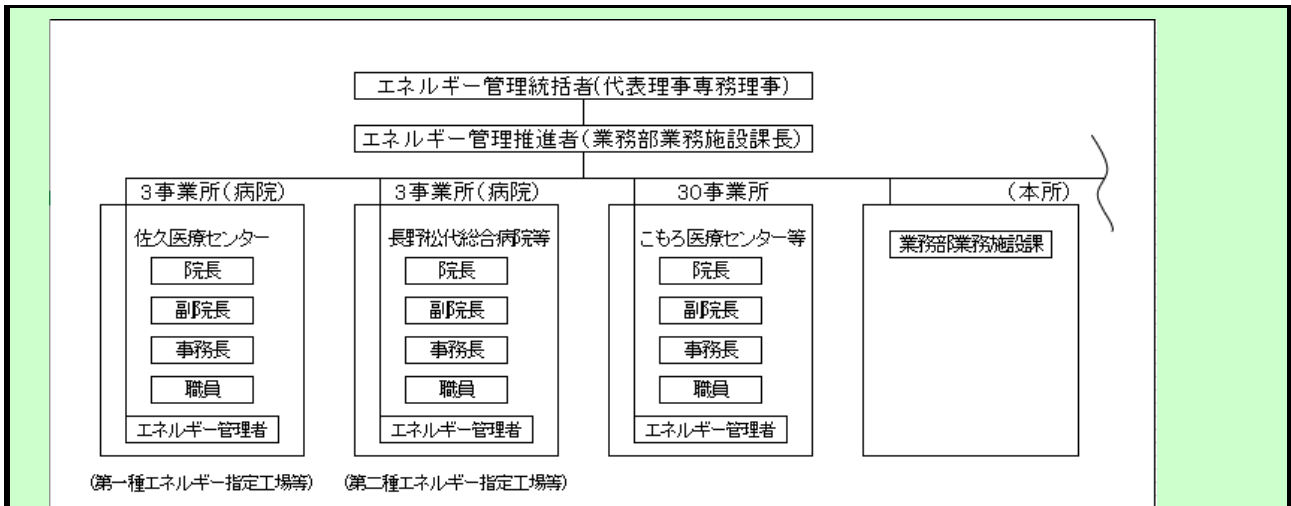 エネルギー管理統括者(代表理事専務理事)
エネルギー管理推進者(業務部業務施設課長)
3事業所(病院)
佐久医療センター
院長
副院長
事務長
職員
エネルギー管理者
(第一種エネルギー指定工場等)
3事業所(病院)
長野松代総合病院等
院長
副院長
事務長
職員
エネルギー管理者
(第二種エネルギー指定工場等)
30事業所
こもろ医療センター等
院長
副院長
事務長
職員
エネルギー管理者
(本所)
業務部業務施設課